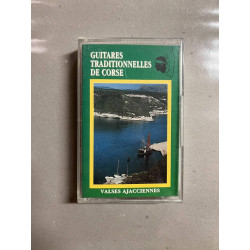 GUITARES
TRADITIONNELLES
DE CORSE
VALSES AJACCIENNES